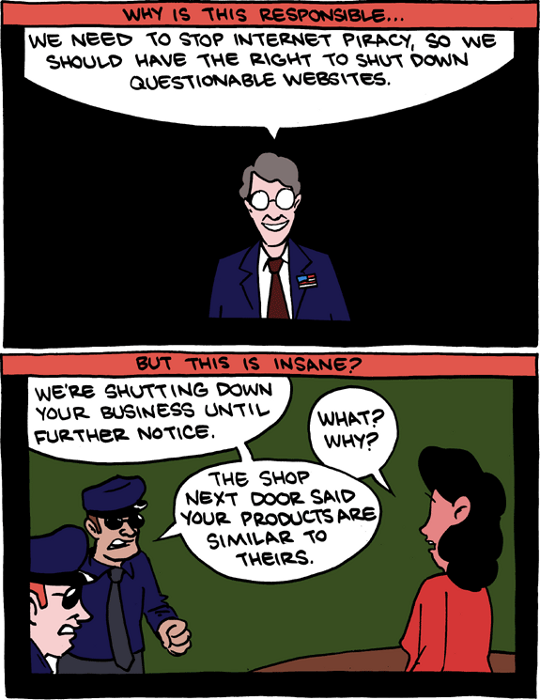 WHY IS THIS RESPONSIBLE...
WE NEED TO STOP INTERNET PIRACY, SO WE
SHOULD HAVE THE RIGHT TO SHUT DOWN
QUESTIONABLE WEBSITES.
BUT THIS IS INSANE?
WE'RE SHUTTING DOWN
YOUR BUSINESS UNTIL
FURTHER NOTICE.
WHAT?
WHY?
THE SHOP
NEXT DOOR SAID
YOUR PRODUCTS ARE
SIMILAR TO
THEIRS.